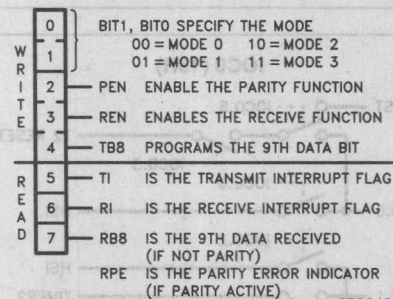 0 BIT1, BIT0 SPECIFY THE MODE
00 = MODE 0 10 = MODE 2
1 01 = MODE 1 11 = MODE 3
2 PEN ENABLE THE PARITY FUNCTION
3 REN ENABLES THE RECEIVE FUNCTION
4 TB8 PROGRAMS THE 9TH DATA BIT
WRITE
5 TI IS THE TRANSMIT INTERRUPT FLAG
6 RI IS THE RECEIVE INTERRUPT FLAG
7 RB8 IS THE 9TH DATA RECEIVED
(IF NOT PARITY)
READ
RPE IS THE PARITY ERROR INDICATOR
(IF PARITY ACTIVE)